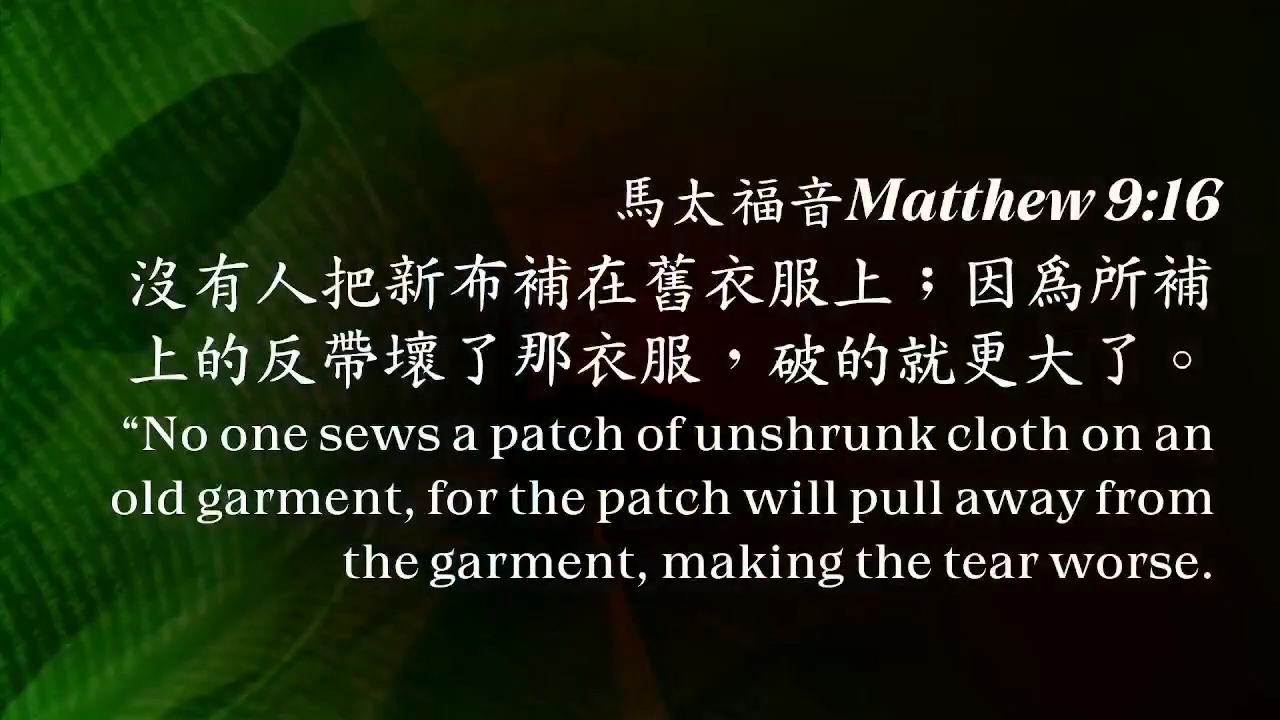 馬太福音Matthew 9:16
沒有人把新布補在舊衣服上；因爲所補
上的反帶壞了那衣服，破的就更大了。
“No one sews a patch of unshrunk cloth on an
old garment, for the patch will pull away from
the garment, making the tear worse.